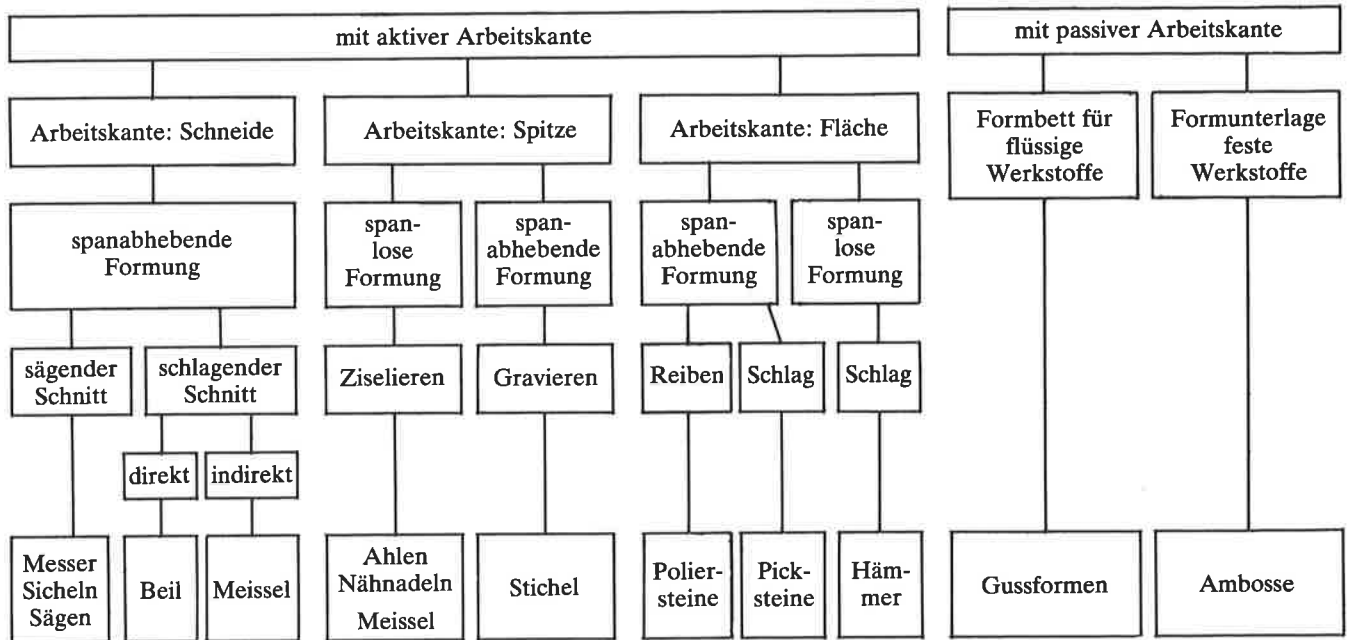 mit aktiver Arbeitskante
mit passiver Arbeitskante
Arbeitskante: Schneide
Arbeitskante: Spitze
Arbeitskante: Fläche
Formbett für
flüssige
Werkstoffe
Formunterlage
feste
Werkstoffe
spanabhebende
Formung
span-
lose
Formung
span-
abhebende
Formung
span-
abhebende
Formung
span-
lose
Formung
sägender
Schnitt
schlagender
Schnitt
Ziselieren
Gravieren
Reiben
Schlag
Schlag
direkt
indirekt
Messer
Sicheln
Sägen
Beil
Meissel
Ahlen
Nähnadeln
Meissel
Stichel
Polier-
steine
Pick-
steine
Häm-
mer
Gussformen
Ambosse